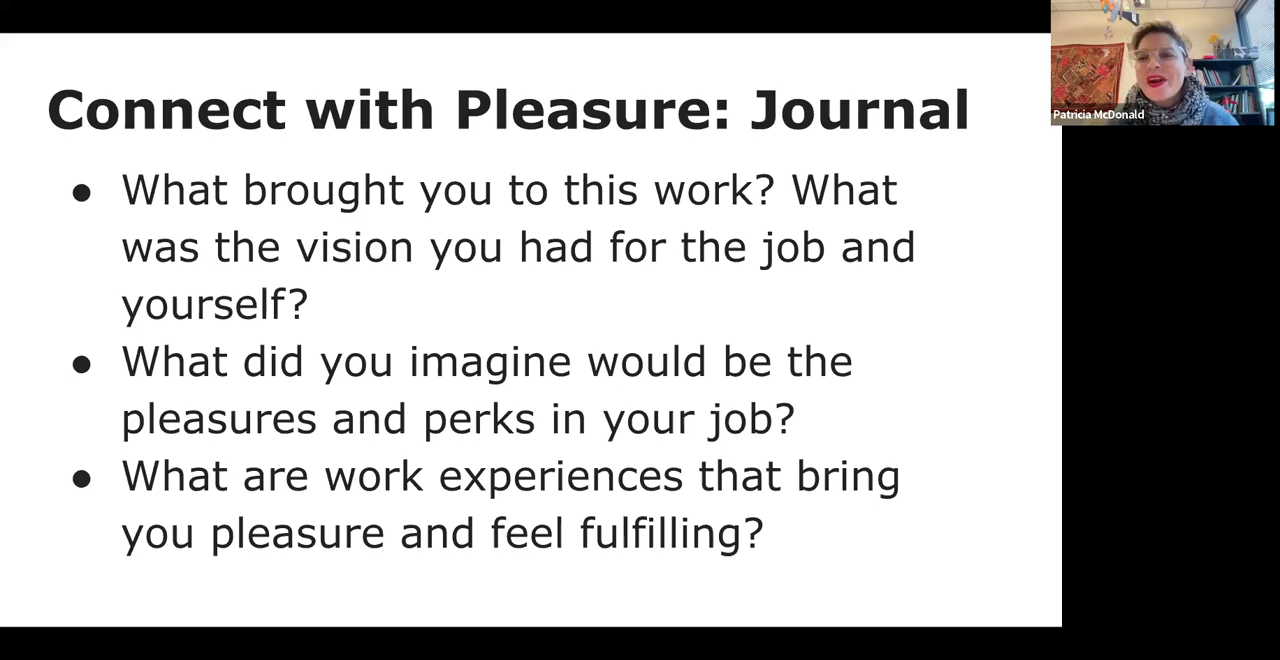 Connect with Pleasure: Journal
● What brought you to this work? What
was the vision you had for the job and
yourself?
● What did you imagine would be the
pleasures and perks in your job?
● What are work experiences that bring
you pleasure and feel fulfilling?
Patricia McDonald